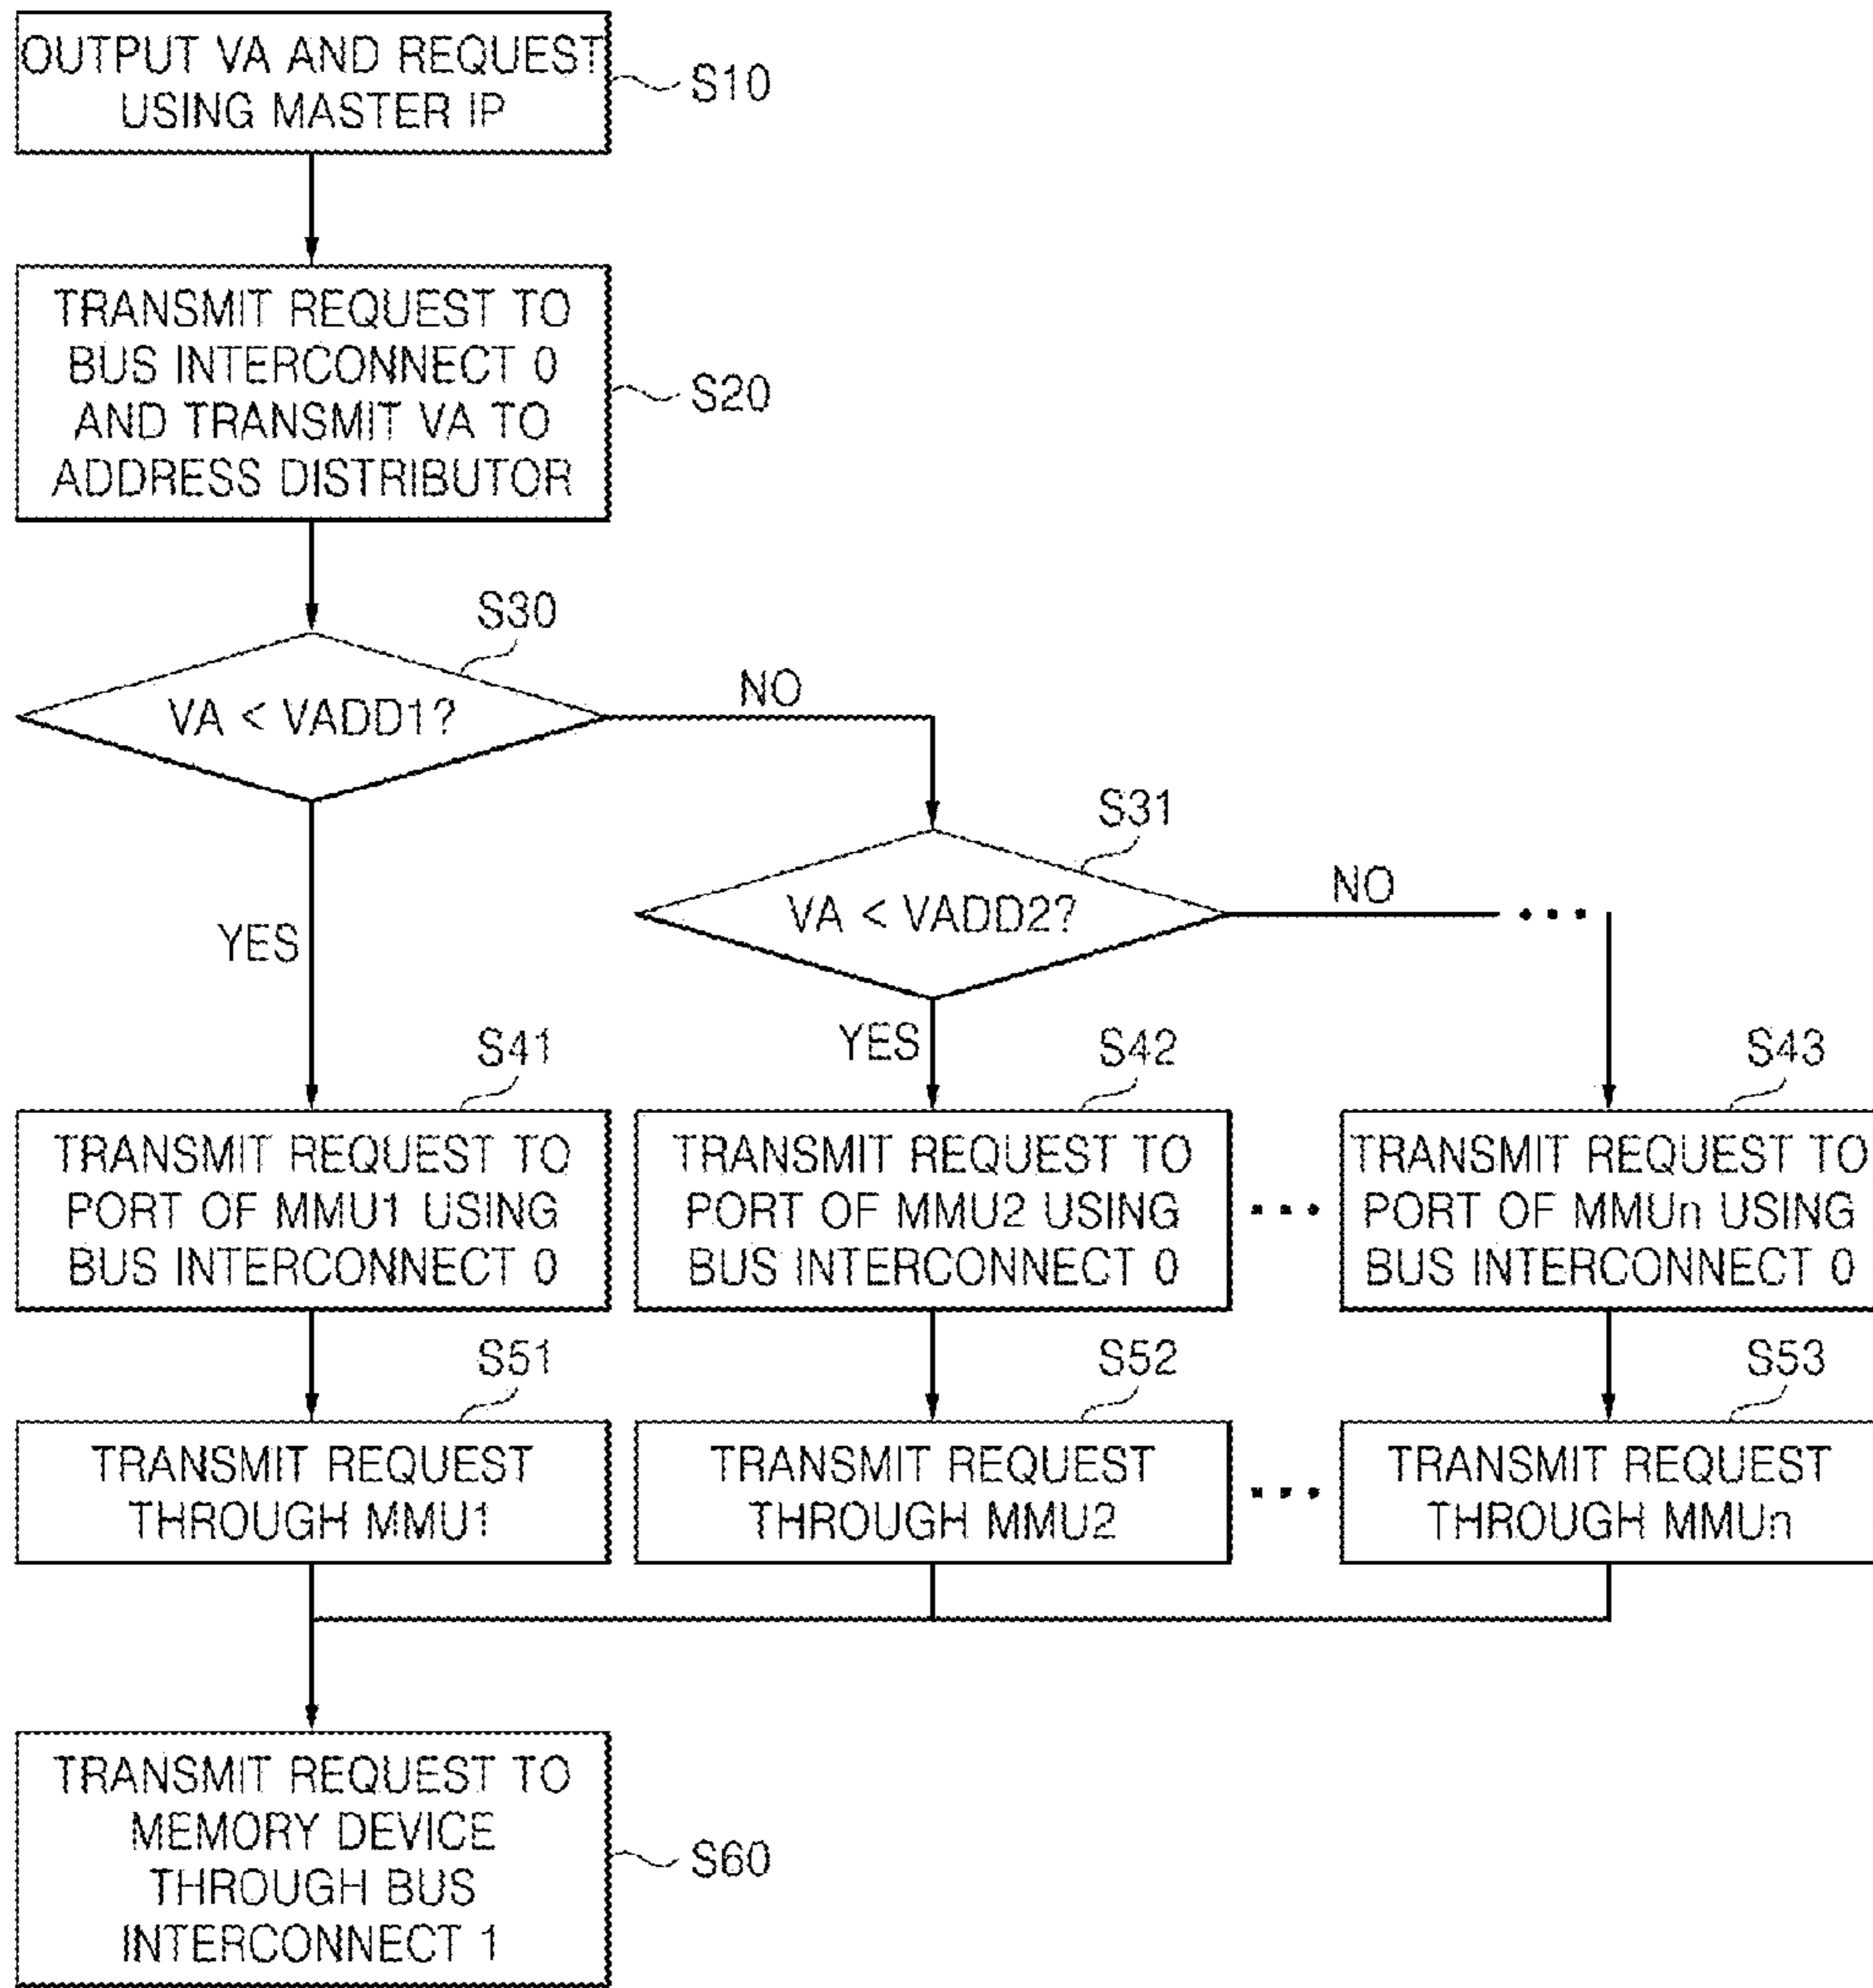 OUTPUT VA AND REQUEST
USING MASTER IP
S10
TRANSMIT REQUEST TO
BUS INTERCONNECT 0
AND TRANSMIT VA TO
ADDRESS DISTRIBUTOR
S20
S30
VA < VADD1?
NO
S31
VA < VADD2?
NO
YES
YES
S41
TRANSMIT REQUEST TO
PORT OF MMU1 USING
BUS INTERCONNECT 0
S42
TRANSMIT REQUEST TO
PORT OF MMU2 USING
BUS INTERCONNECT 0
S43
TRANSMIT REQUEST TO
PORT OF MMUn USING
BUS INTERCONNECT 0
S51
TRANSMIT REQUEST
THROUGH MMU1
S52
TRANSMIT REQUEST
THROUGH MMU2
S53
TRANSMIT REQUEST
THROUGH MMUn
TRANSMIT REQUEST TO
MEMORY DEVICE
THROUGH BUS
INTERCONNECT 1
S60